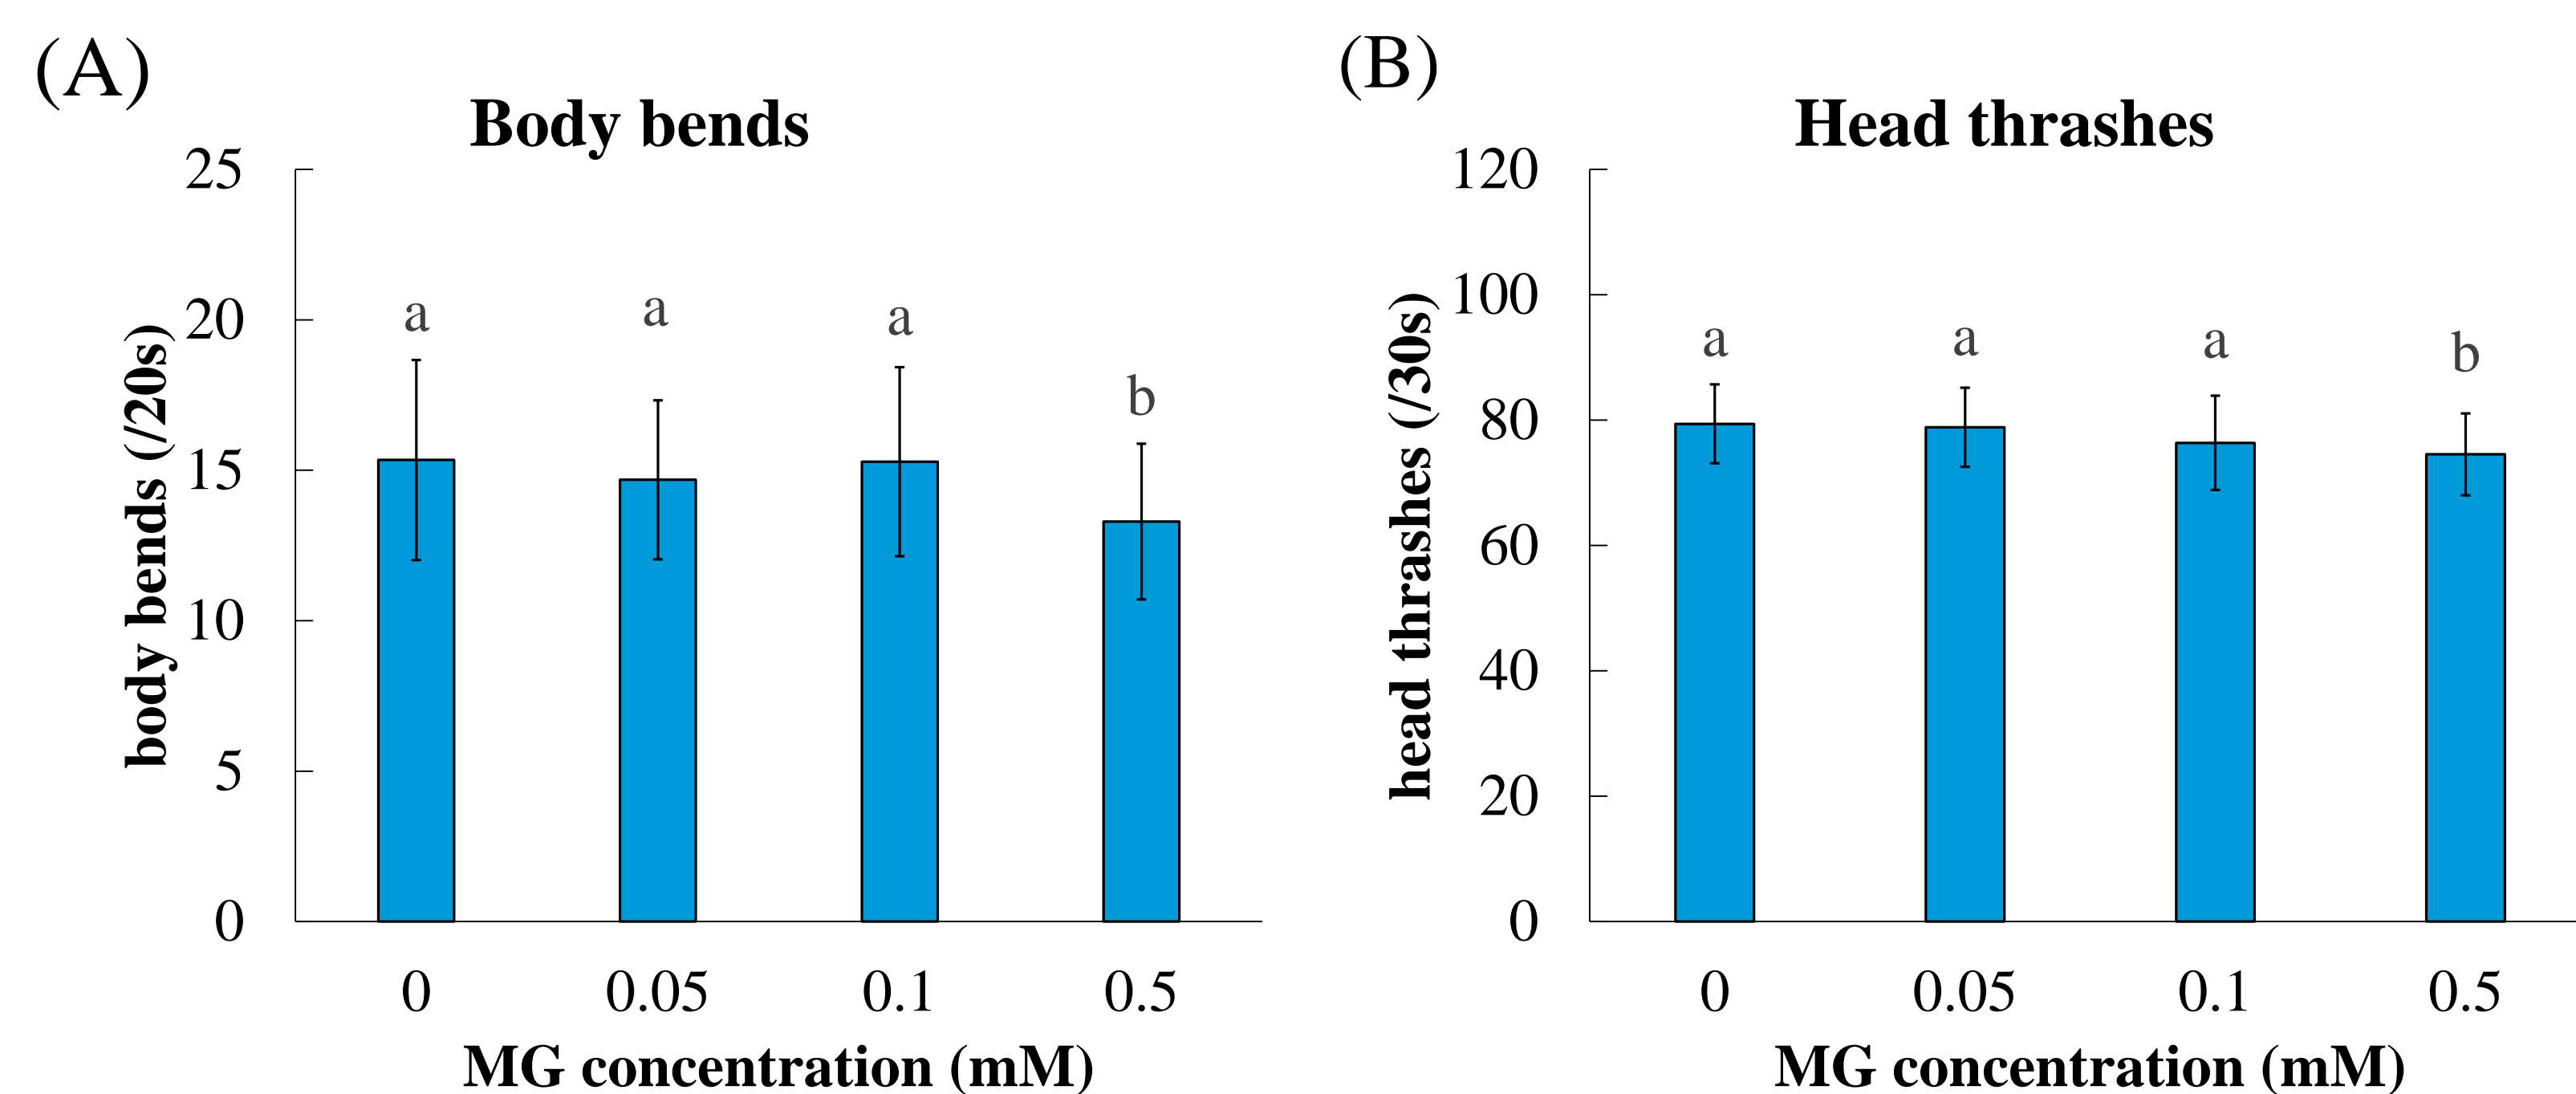 (A)
Body bends
25
20
15
10
5
0
body bends (/20s)
a
a
a
b
0 0.05 0.1 0.5
MG concentration (mM)
(B)
Head thrashes
120
100
80
60
40
20
0
head thrashes (/30s)
a
a
a
b
0 0.05 0.1 0.5
MG concentration (mM)